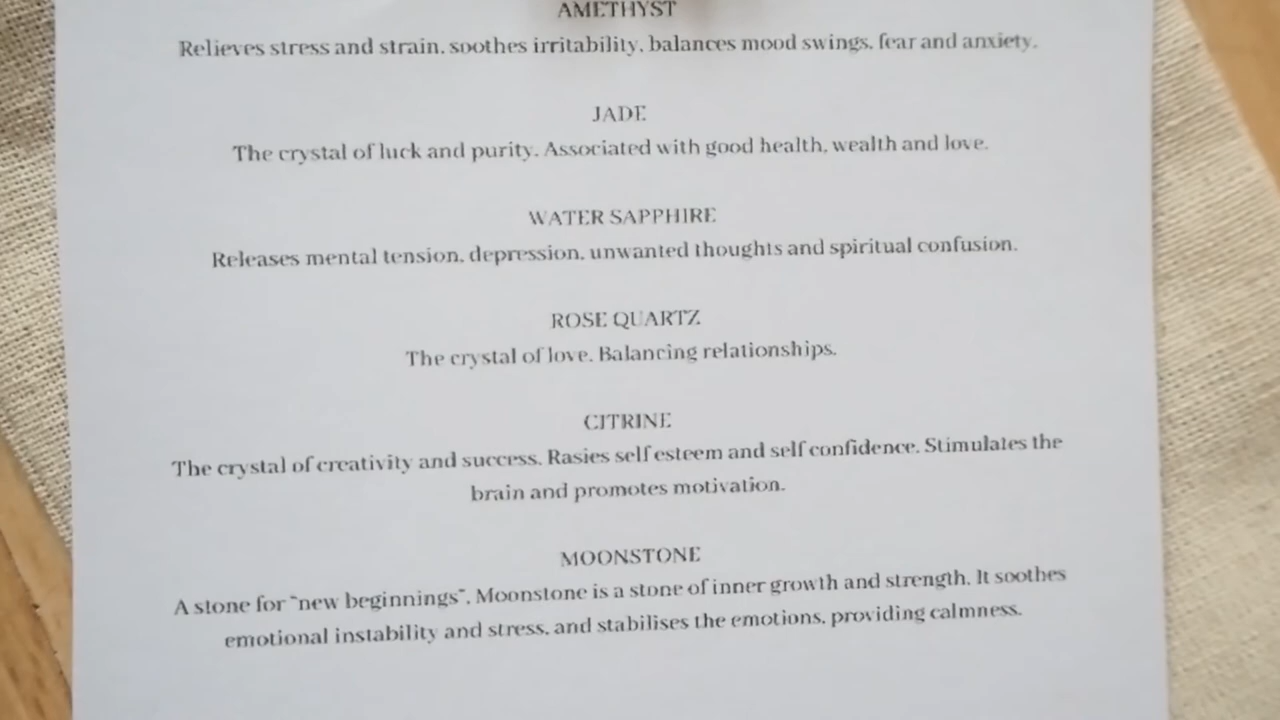 AMETHYST
Relieves stress and strain, soothes irritability, balances mood swings, fear and anxiety.
JADE
The crystal of luck and purity. Associated with good health, wealth and love.
WATER SAPPHIRE
Releases mental tension, depression, unwanted thoughts and spiritual confusion.
ROSE QUARTZ
The crystal of love. Balancing relationships.
CITRINE
The crystal of creativity and success. Rasies self esteem and self confidence. Stimulates the
brain and promotes motivation.
MOONSTONE
A stone for "new beginnings". Moonstone is a stone of inner growth and strength. It soothes
emotional instability and stress, and stabilises the emotions, providing calmness.